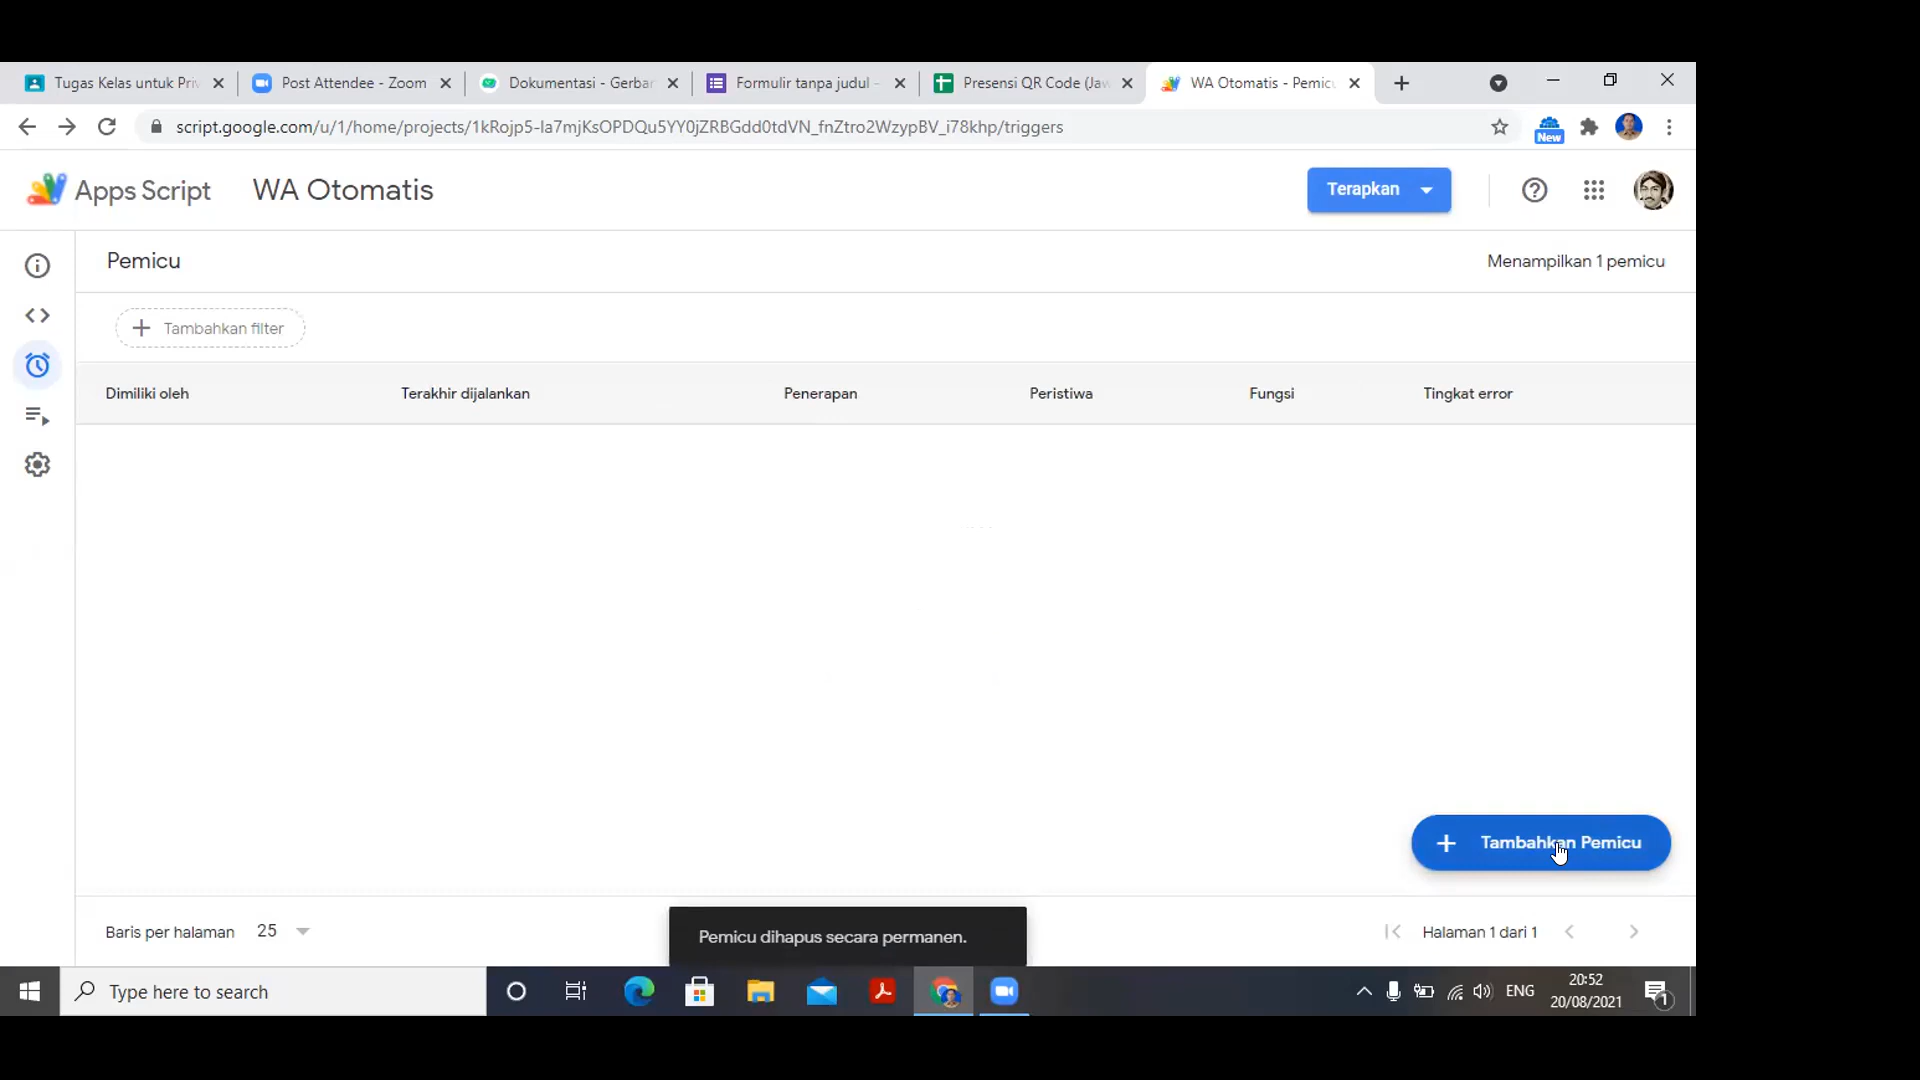 Tugas Kelas untuk Priv
Post Attendee - Zoom
Dokumentasi - Gerba
Formulir tanpa judul -
Presensi QR Code (Jaw
WA Otomatis - Pemic
script.google.com/u/1/home/projects/1kRojp5-la7mjKsOPDQu5YY0jZRBGdd0tdVN_fnZtro2WzypBV_i78khp/triggers
New
Apps Script
WA Otomatis
Terapkan
Pemicu
Menampilkan 1 pemicu
Tambahkan filter
Dimiliki oleh
Terakhir dijalankan
Penerapan
Peristiwa
Fungsi
Tingkat error
Tambahkan Pemicu
Baris per halaman
25
Pemicu dihapus secara permanen.
Halaman 1 dari 1
Type here to search
ENG
20:52
20/08/2021
1